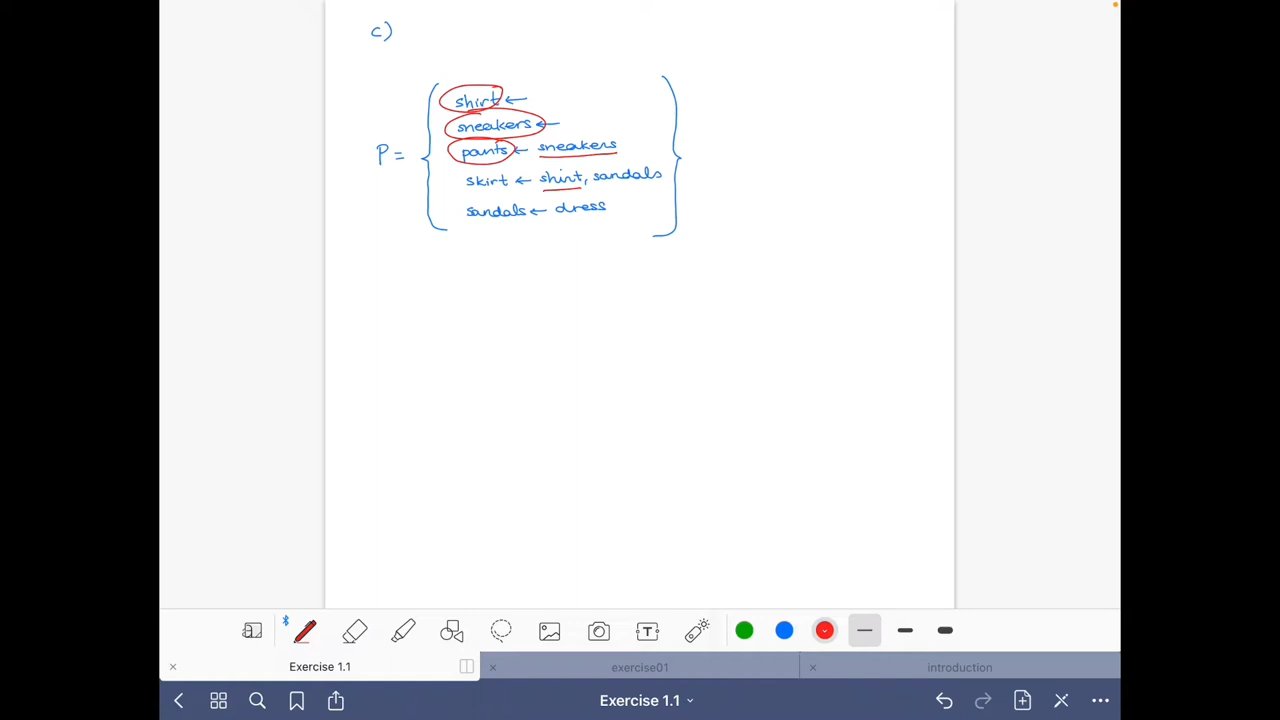 c)
shirt ←
sneakers ←
P = pants ← sneakers
skirt ← shirt, sandals
sandals ← dress
Exercise 1.1
exercise01
introduction
Exercise 1.1